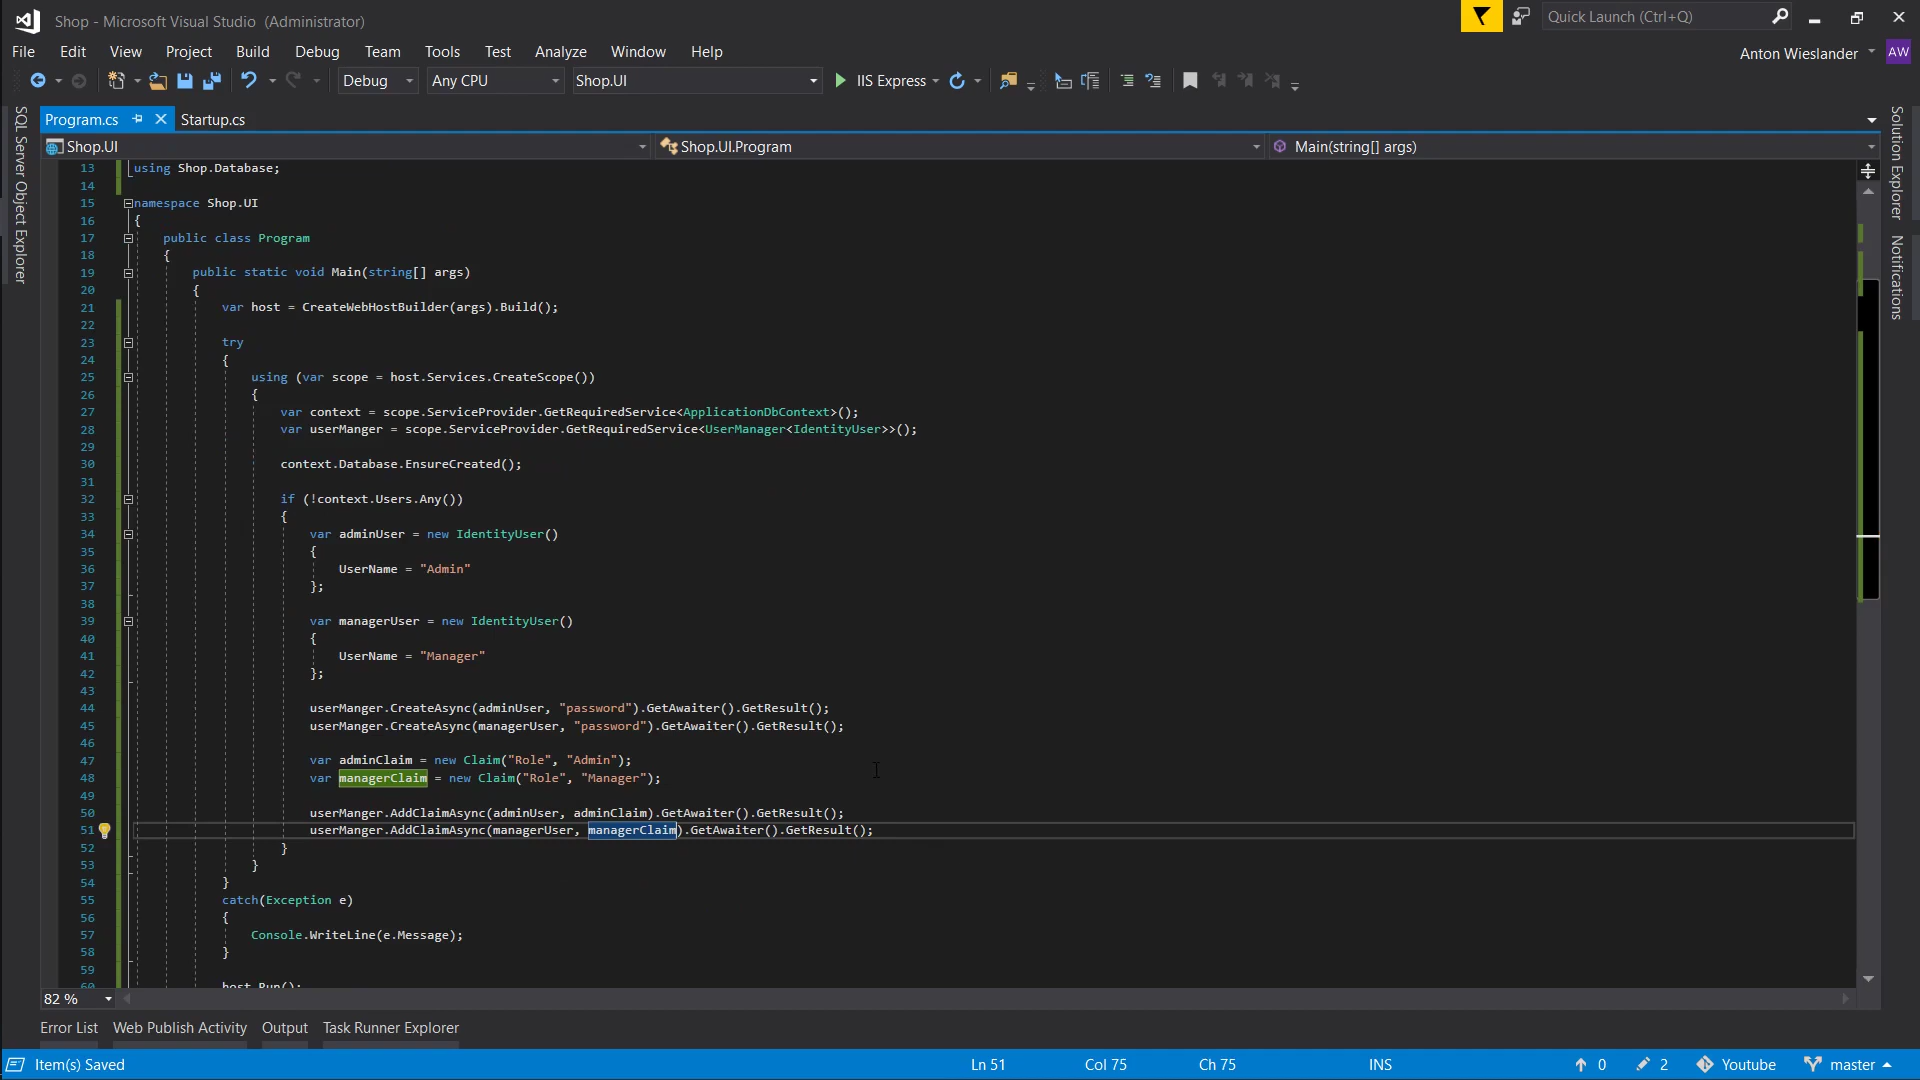 Shop - Microsoft Visual Studio (Administrator)
Quick Launch (Ctrl+Q)
File Edit View Project Build Debug Team Tools Test Analyze Window Help
Anton Wieslander AW
Debug Any CPU Shop.UI IIS Express
SQL Server Object Explorer
Solution Explorer
Notifications
Program.cs Startup.cs
Shop.UI Shop.UI.Program Main(string[] args)
13 using Shop.Database;
14
15 namespace Shop.UI
16 {
17 public class Program
18 {
19 public static void Main(string[] args)
20 {
21 var host = CreateWebHostBuilder(args).Build();
22
23 try
24 {
25 using (var scope = host.Services.CreateScope())
26 {
27 var context = scope.ServiceProvider.GetRequiredService<ApplicationDbContext>();
28 var userManger = scope.ServiceProvider.GetRequiredService<UserManager<IdentityUser>>();
29
30 context.Database.EnsureCreated();
31
32 if (!context.Users.Any())
33 {
34 var adminUser = new IdentityUser()
35 {
36 UserName = "Admin"
37 };
38
39 var managerUser = new IdentityUser()
40 {
41 UserName = "Manager"
42 };
43
44 userManger.CreateAsync(adminUser, "password").GetAwaiter().GetResult();
45 userManger.CreateAsync(managerUser, "password").GetAwaiter().GetResult();
46
47 var adminClaim = new Claim("Role", "Admin");
48 var managerClaim = new Claim("Role", "Manager");
49
50 userManger.AddClaimAsync(adminUser, adminClaim).GetAwaiter().GetResult();
51 userManger.AddClaimAsync(managerUser, managerClaim).GetAwaiter().GetResult();
52 }
53 }
54 }
55 catch(Exception e)
56 {
57 Console.WriteLine(e.Message);
58 }
59
60 host.Run();
82 %
Error List Web Publish Activity Output Task Runner Explorer
Item(s) Saved Ln 51 Col 75 Ch 75 INS 0 2 Youtube master